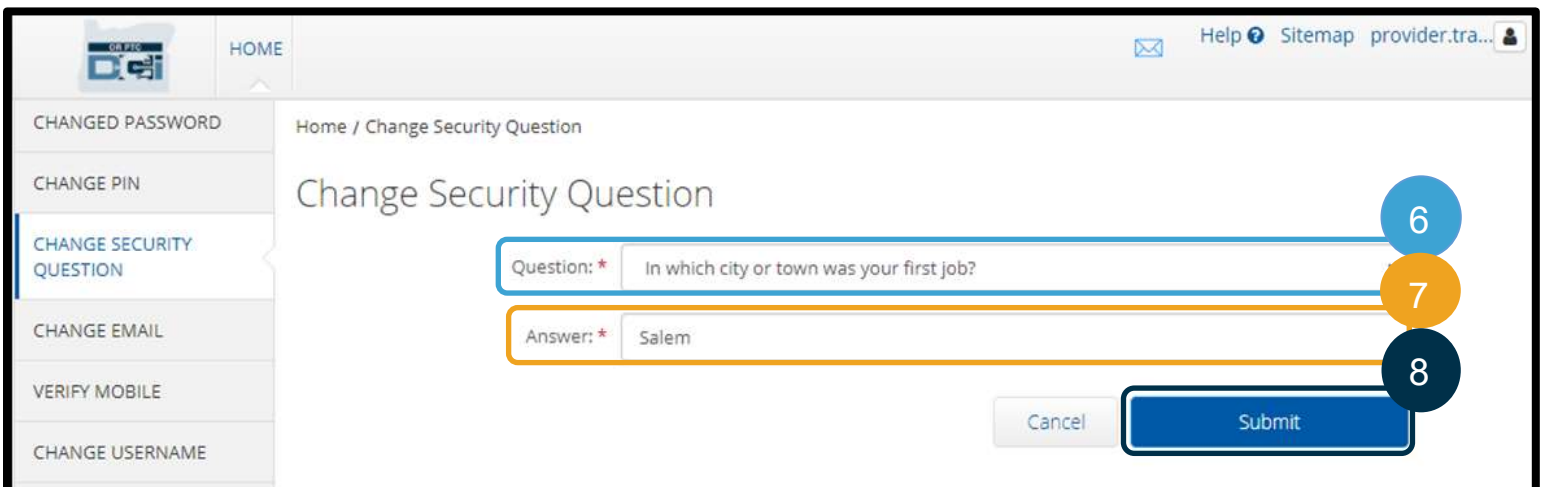 OR PTC
DCI
HOME
Help ? Sitemap provider.tra...
CHANGED PASSWORD
Home / Change Security Question
CHANGE PIN
Change Security Question
6
CHANGE SECURITY
QUESTION
Question: * In which city or town was your first job?
7
Answer: * Salem
CHANGE EMAIL
8
VERIFY MOBILE
Cancel Submit
CHANGE USERNAME